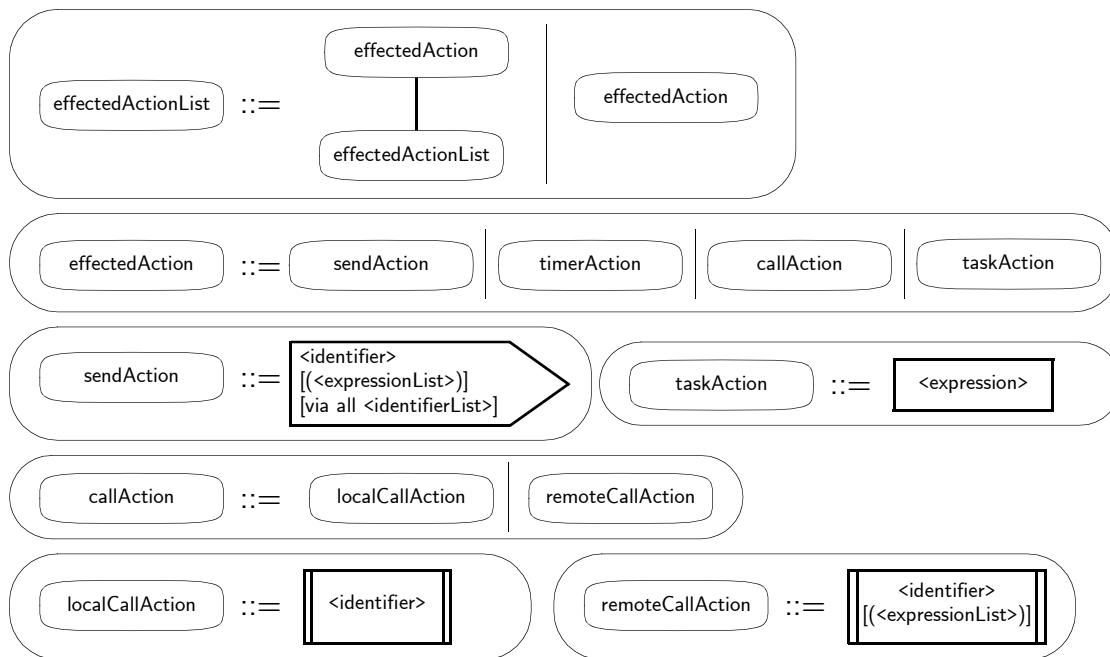 effectedAction
effectedActionList ::= effectedAction
effectedActionList
effectedAction ::= sendAction timerAction callAction taskAction
sendAction ::= <identifier>
[(<expressionList>)]
[via all <identifierList>]
taskAction ::= <expression>
callAction ::= localCallAction remoteCallAction
localCallAction ::= <identifier>
remoteCallAction ::= <identifier>
[(<expressionList>)]